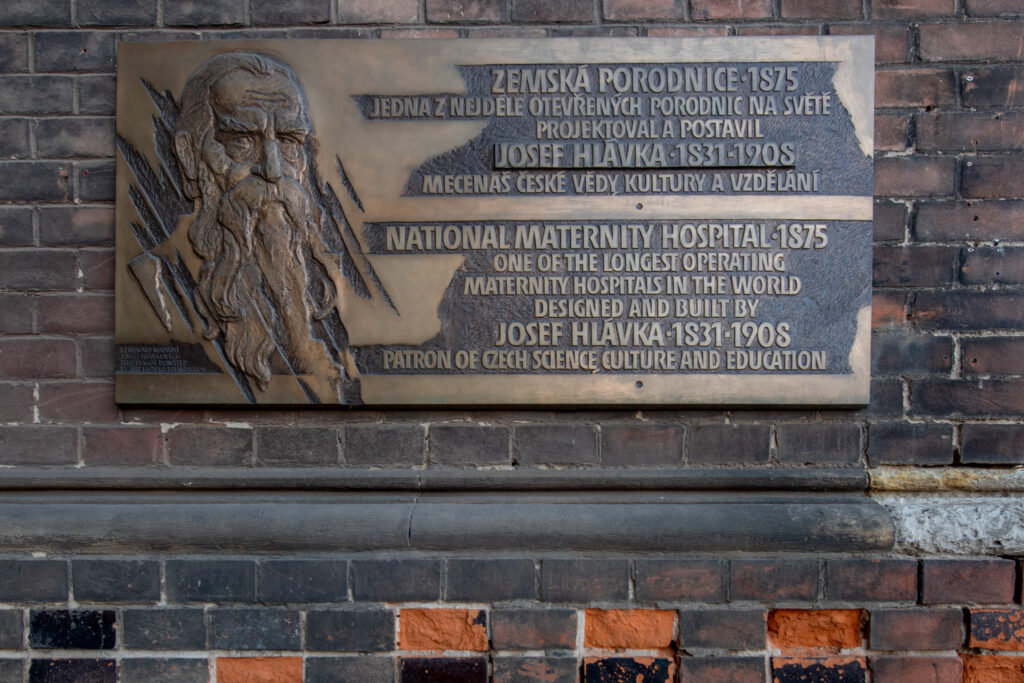 ZEMSKÁ PORODNICE·1875
JEDNA Z NEJDÉLE OTEVŘENÝCH PORODNIC NA SVĚTĚ
PROJEKTOVAL A POSTAVIL
JOSEF HLÁVKA·1831-1908
MECENÁŠ ČESKÉ VĚDY KULTURY A VZDĚLÁNÍ
NATIONAL MATERNITY HOSPITAL·1875
ONE OF THE LONGEST OPERATING
MATERNITY HOSPITALS IN THE WORLD
DESIGNED AND BUILT BY
JOSEF HLÁVKA·1831-1908
PATRON OF CZECH SCIENCE CULTURE AND EDUCATION